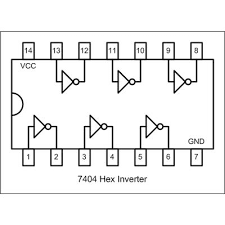 14 13 12 11 10 9 8
VCC
GND
1 2 3 4 5 6 7
7404 Hex Inverter